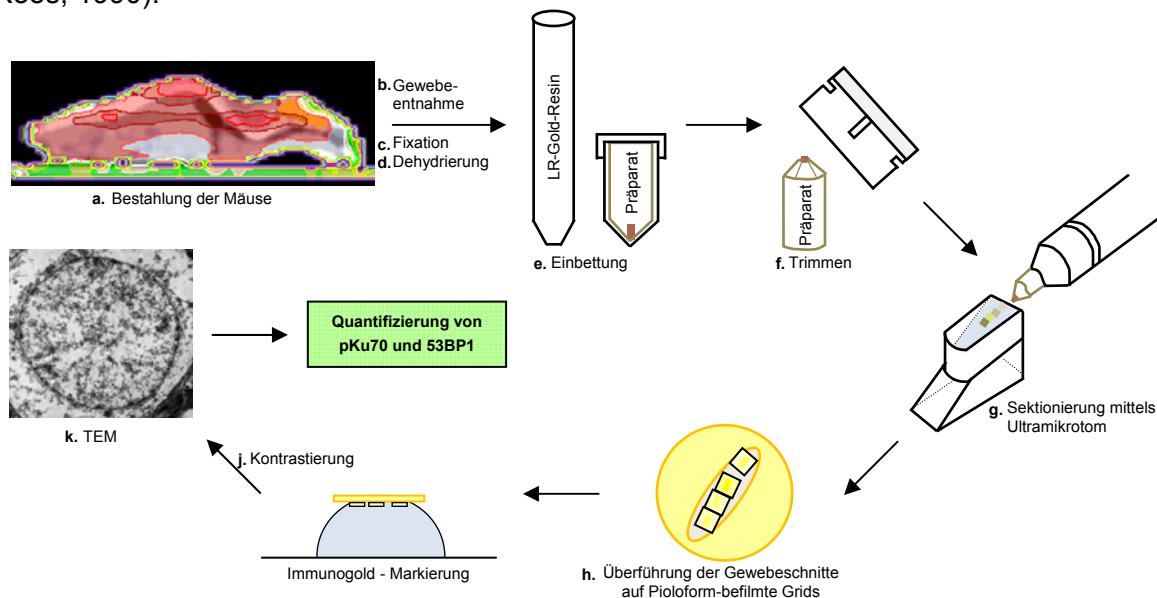 b. Gewebe-
entnahme
c. Fixation
d. Dehydrierung
a. Bestahlung der Mäuse
LR-Gold-Resin
Präparat
e. Einbettung
Präparat
f. Trimmen
g. Sektionierung mittels
Ultramikrotom
h. Überführung der Gewebeschnitte
auf Pioloform-befilmte Grids
Immunogold - Markierung
j. Kontrastierung
k. TEM
Quantifizierung von
pKu70 und 53BP1